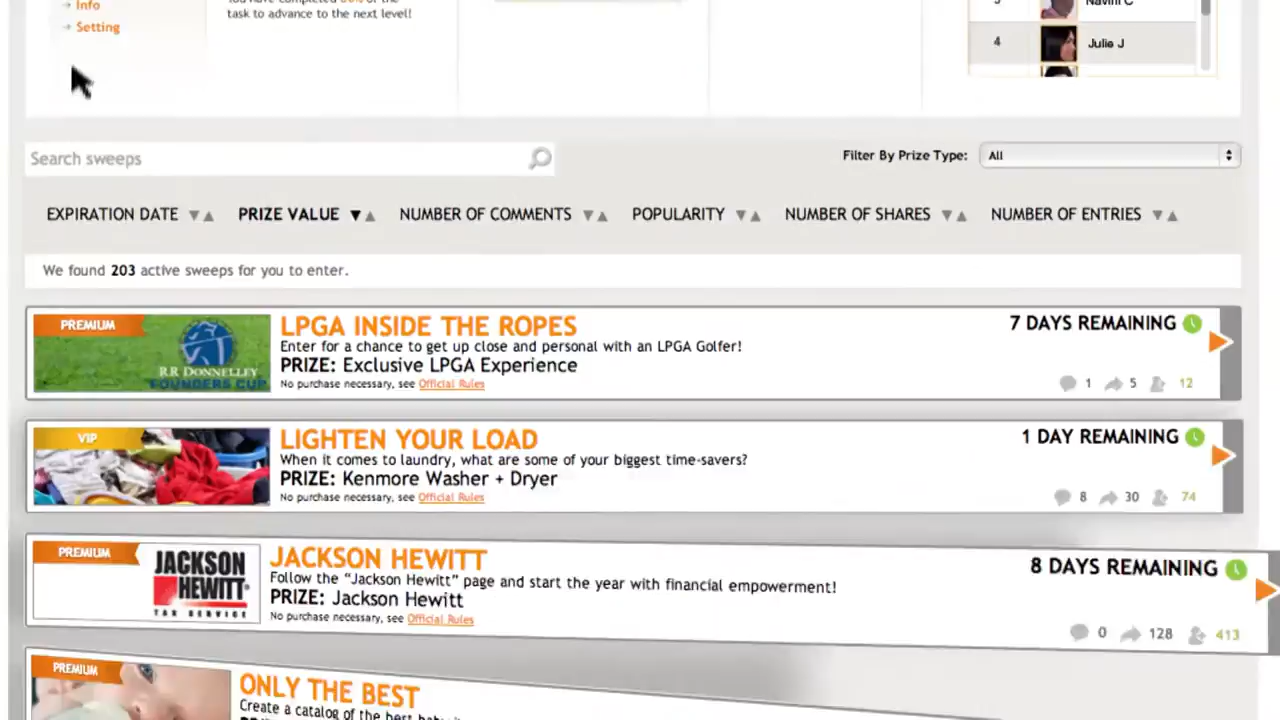 Info
Setting
task to advance to the next level!
Navini C
4
Julie J
Search sweeps
Filter By Prize Type:
All
EXPIRATION DATE
PRIZE VALUE
NUMBER OF COMMENTS
POPULARITY
NUMBER OF SHARES
NUMBER OF ENTRIES
We found 203 active sweeps for you to enter.
PREMIUM
RR DONNELLEY
FOUNDERS CUP
LPGA INSIDE THE ROPES
Enter for a chance to get up close and personal with an LPGA Golfer!
PRIZE: Exclusive LPGA Experience
No purchase necessary, see Official Rules
7 DAYS REMAINING
1 5 12
VIP
LIGHTEN YOUR LOAD
When it comes to laundry, what are some of your biggest time-savers?
PRIZE: Kenmore Washer + Dryer
No purchase necessary, see Official Rules
1 DAY REMAINING
8 30 74
PREMIUM
JACKSON
HEWITT
TAX SERVICE
JACKSON HEWITT
Follow the “Jackson Hewitt” page and start the year with financial empowerment!
PRIZE: Jackson Hewitt
No purchase necessary, see Official Rules
8 DAYS REMAINING
0 128 413
PREMIUM
ONLY THE BEST
Create a catalog of the best